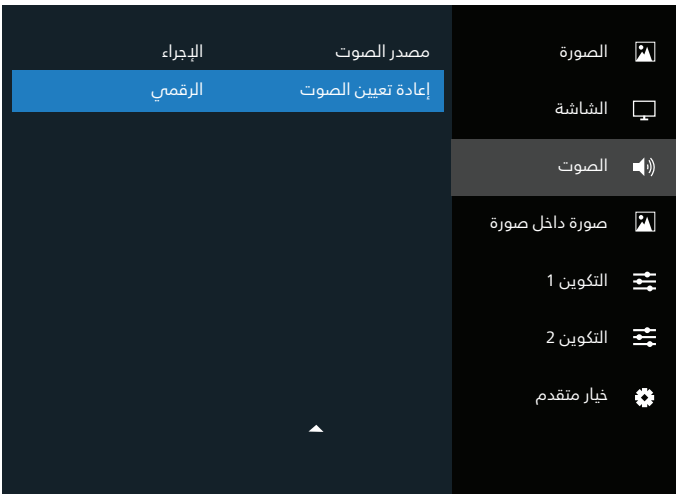 الصورة
الشاشة
الصوت
صورة داخل صورة
التكوين 1
التكوين 2
خيار متقدم
مصدر الصوت الإجراء
إعادة تعيين الصوت الرقمي